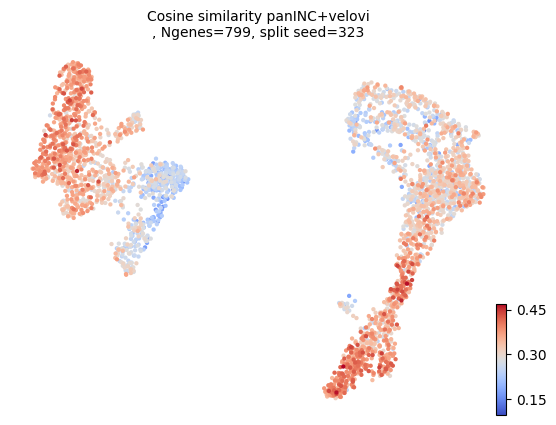 Cosine similarity panINC+velovi
, Ngenes=799, split seed=323
0.45
0.30
0.15